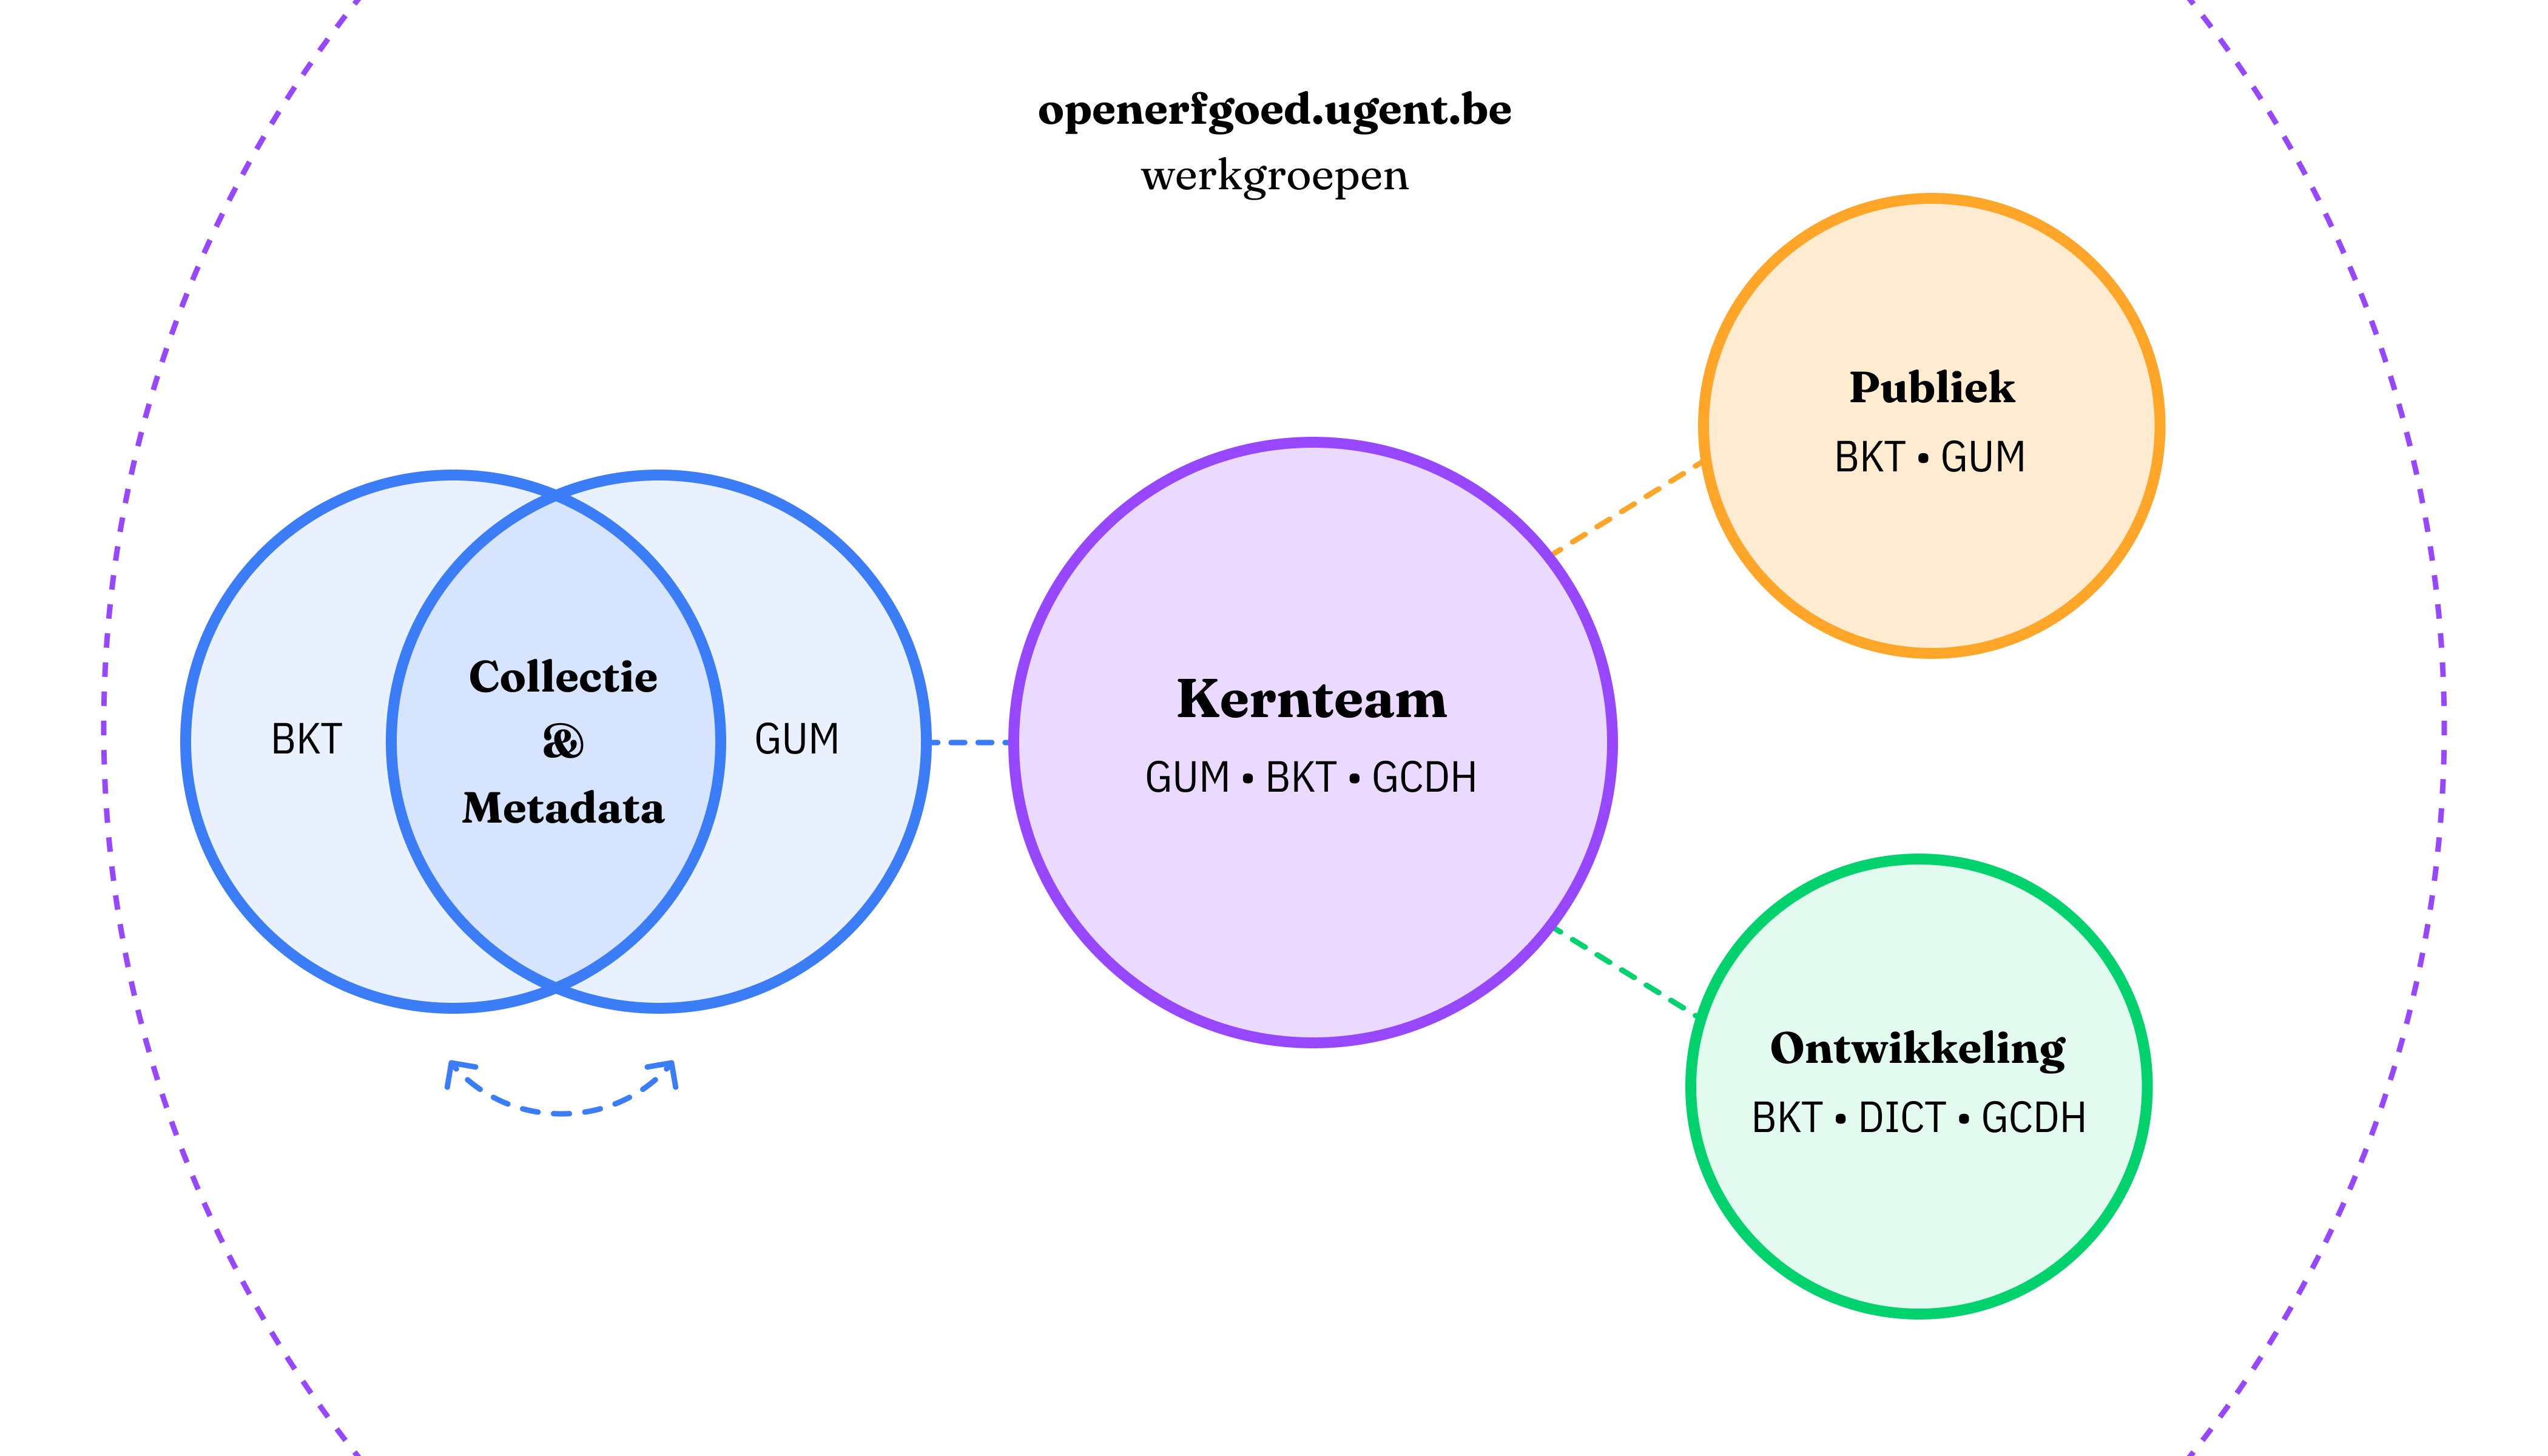 openerfgoed.ugent.be
werkgroepen
BKT
Collectie
&
Metadata
GUM
Kernteam
GUM • BKT • GCDH
Publiek
BKT • GUM
Ontwikkeling
BKT • DICT • GCDH